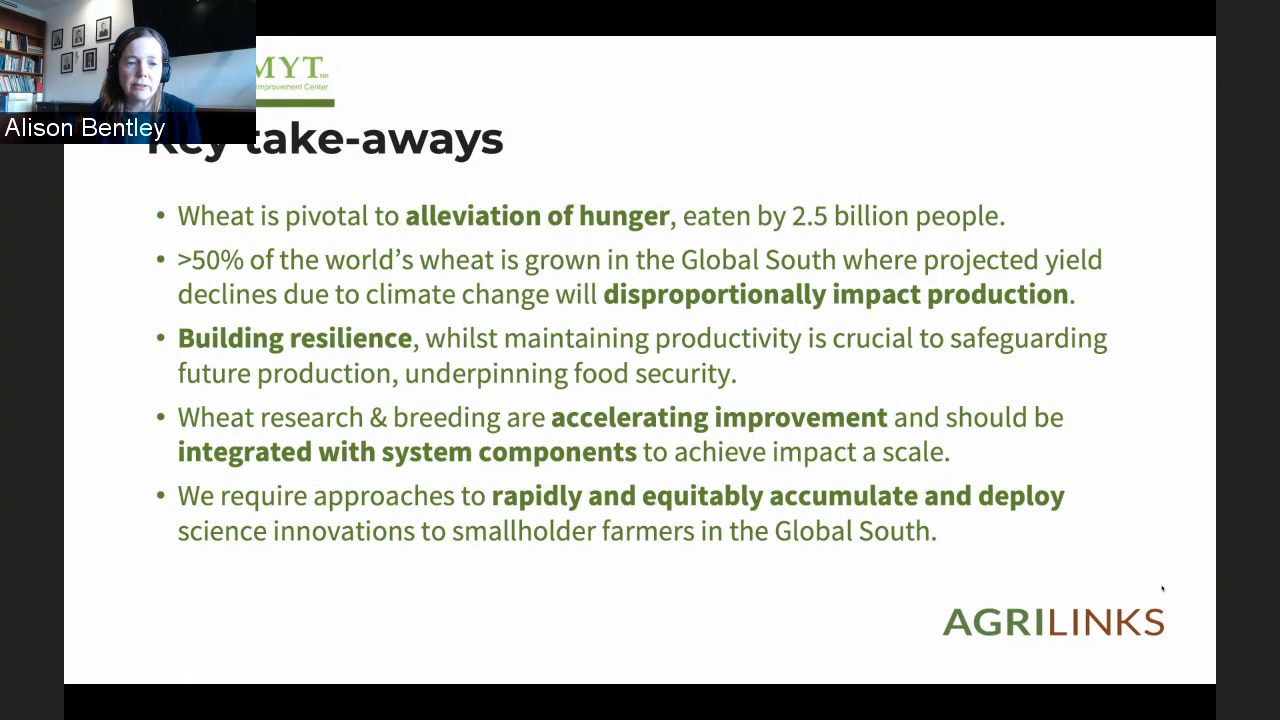 MYT
Improvement Center
Alison Bentley
Key take-aways
• Wheat is pivotal to alleviation of hunger, eaten by 2.5 billion people.
• >50% of the world’s wheat is grown in the Global South where projected yield
declines due to climate change will disproportionally impact production.
• Building resilience, whilst maintaining productivity is crucial to safeguarding
future production, underpinning food security.
• Wheat research & breeding are accelerating improvement and should be
integrated with system components to achieve impact a scale.
• We require approaches to rapidly and equitably accumulate and deploy
science innovations to smallholder farmers in the Global South.
AGRILINKS